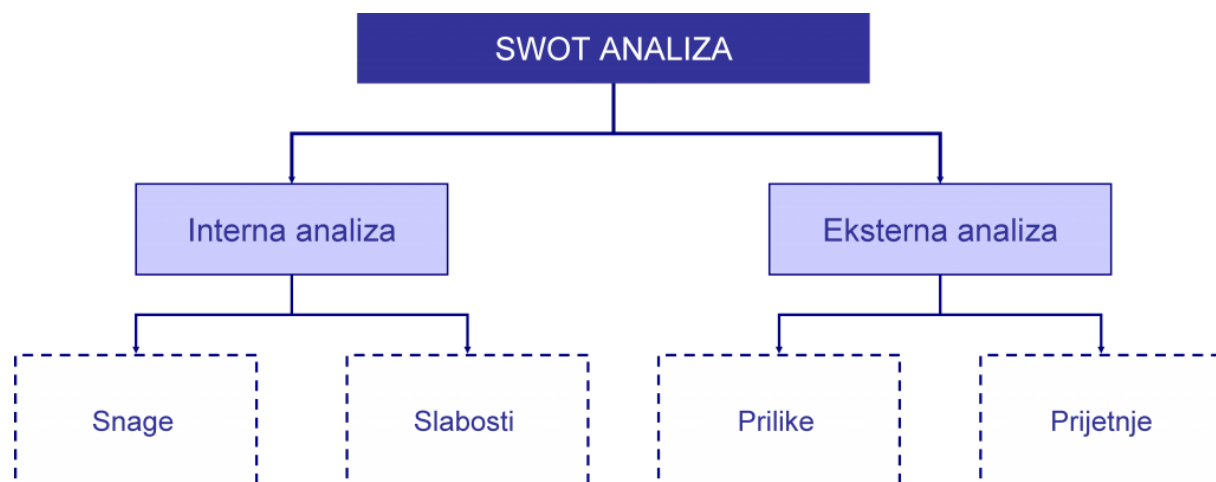 SWOT ANALIZA
Interna analiza
Eksterna analiza
Snage
Slabosti
Prilike
Prijetnje